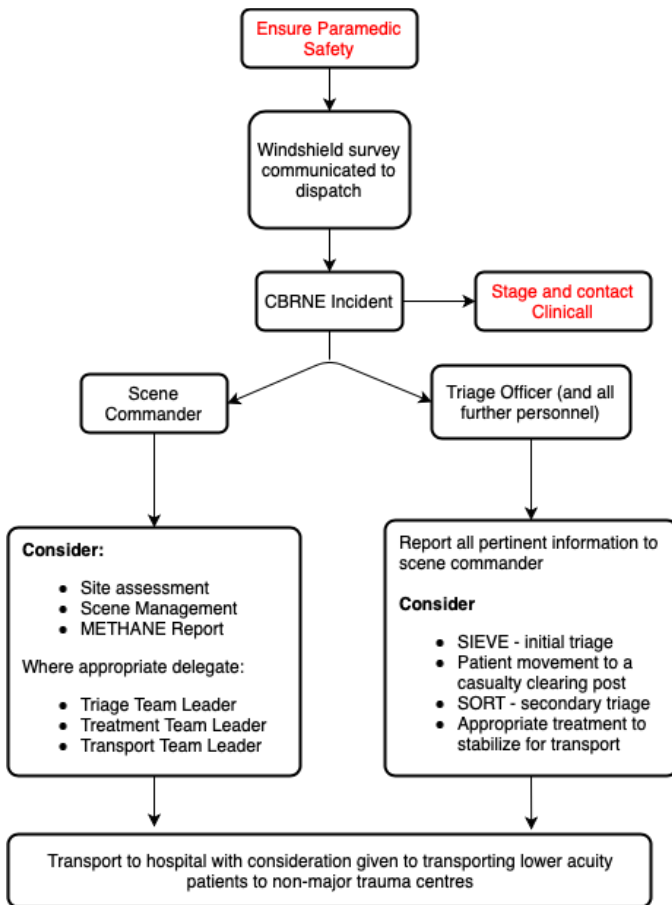 Ensure Paramedic
Safety
Windshield survey
communicated to
dispatch
CBRNE Incident
Stage and contact
Clinicall
Scene
Commander
Triage Officer (and all
further personnel)
Consider:
• Site assessment
• Scene Management
• METHANE Report
Where appropriate delegate:
• Triage Team Leader
• Treatment Team Leader
• Transport Team Leader
Report all pertinent information to
scene commander
Consider
• SIEVE - initial triage
• Patient movement to a
casualty clearing post
• SORT - secondary triage
• Appropriate treatment
to stabilize for transport
Transport to hospital with consideration given to transporting lower acuity
patients to non-major trauma centres